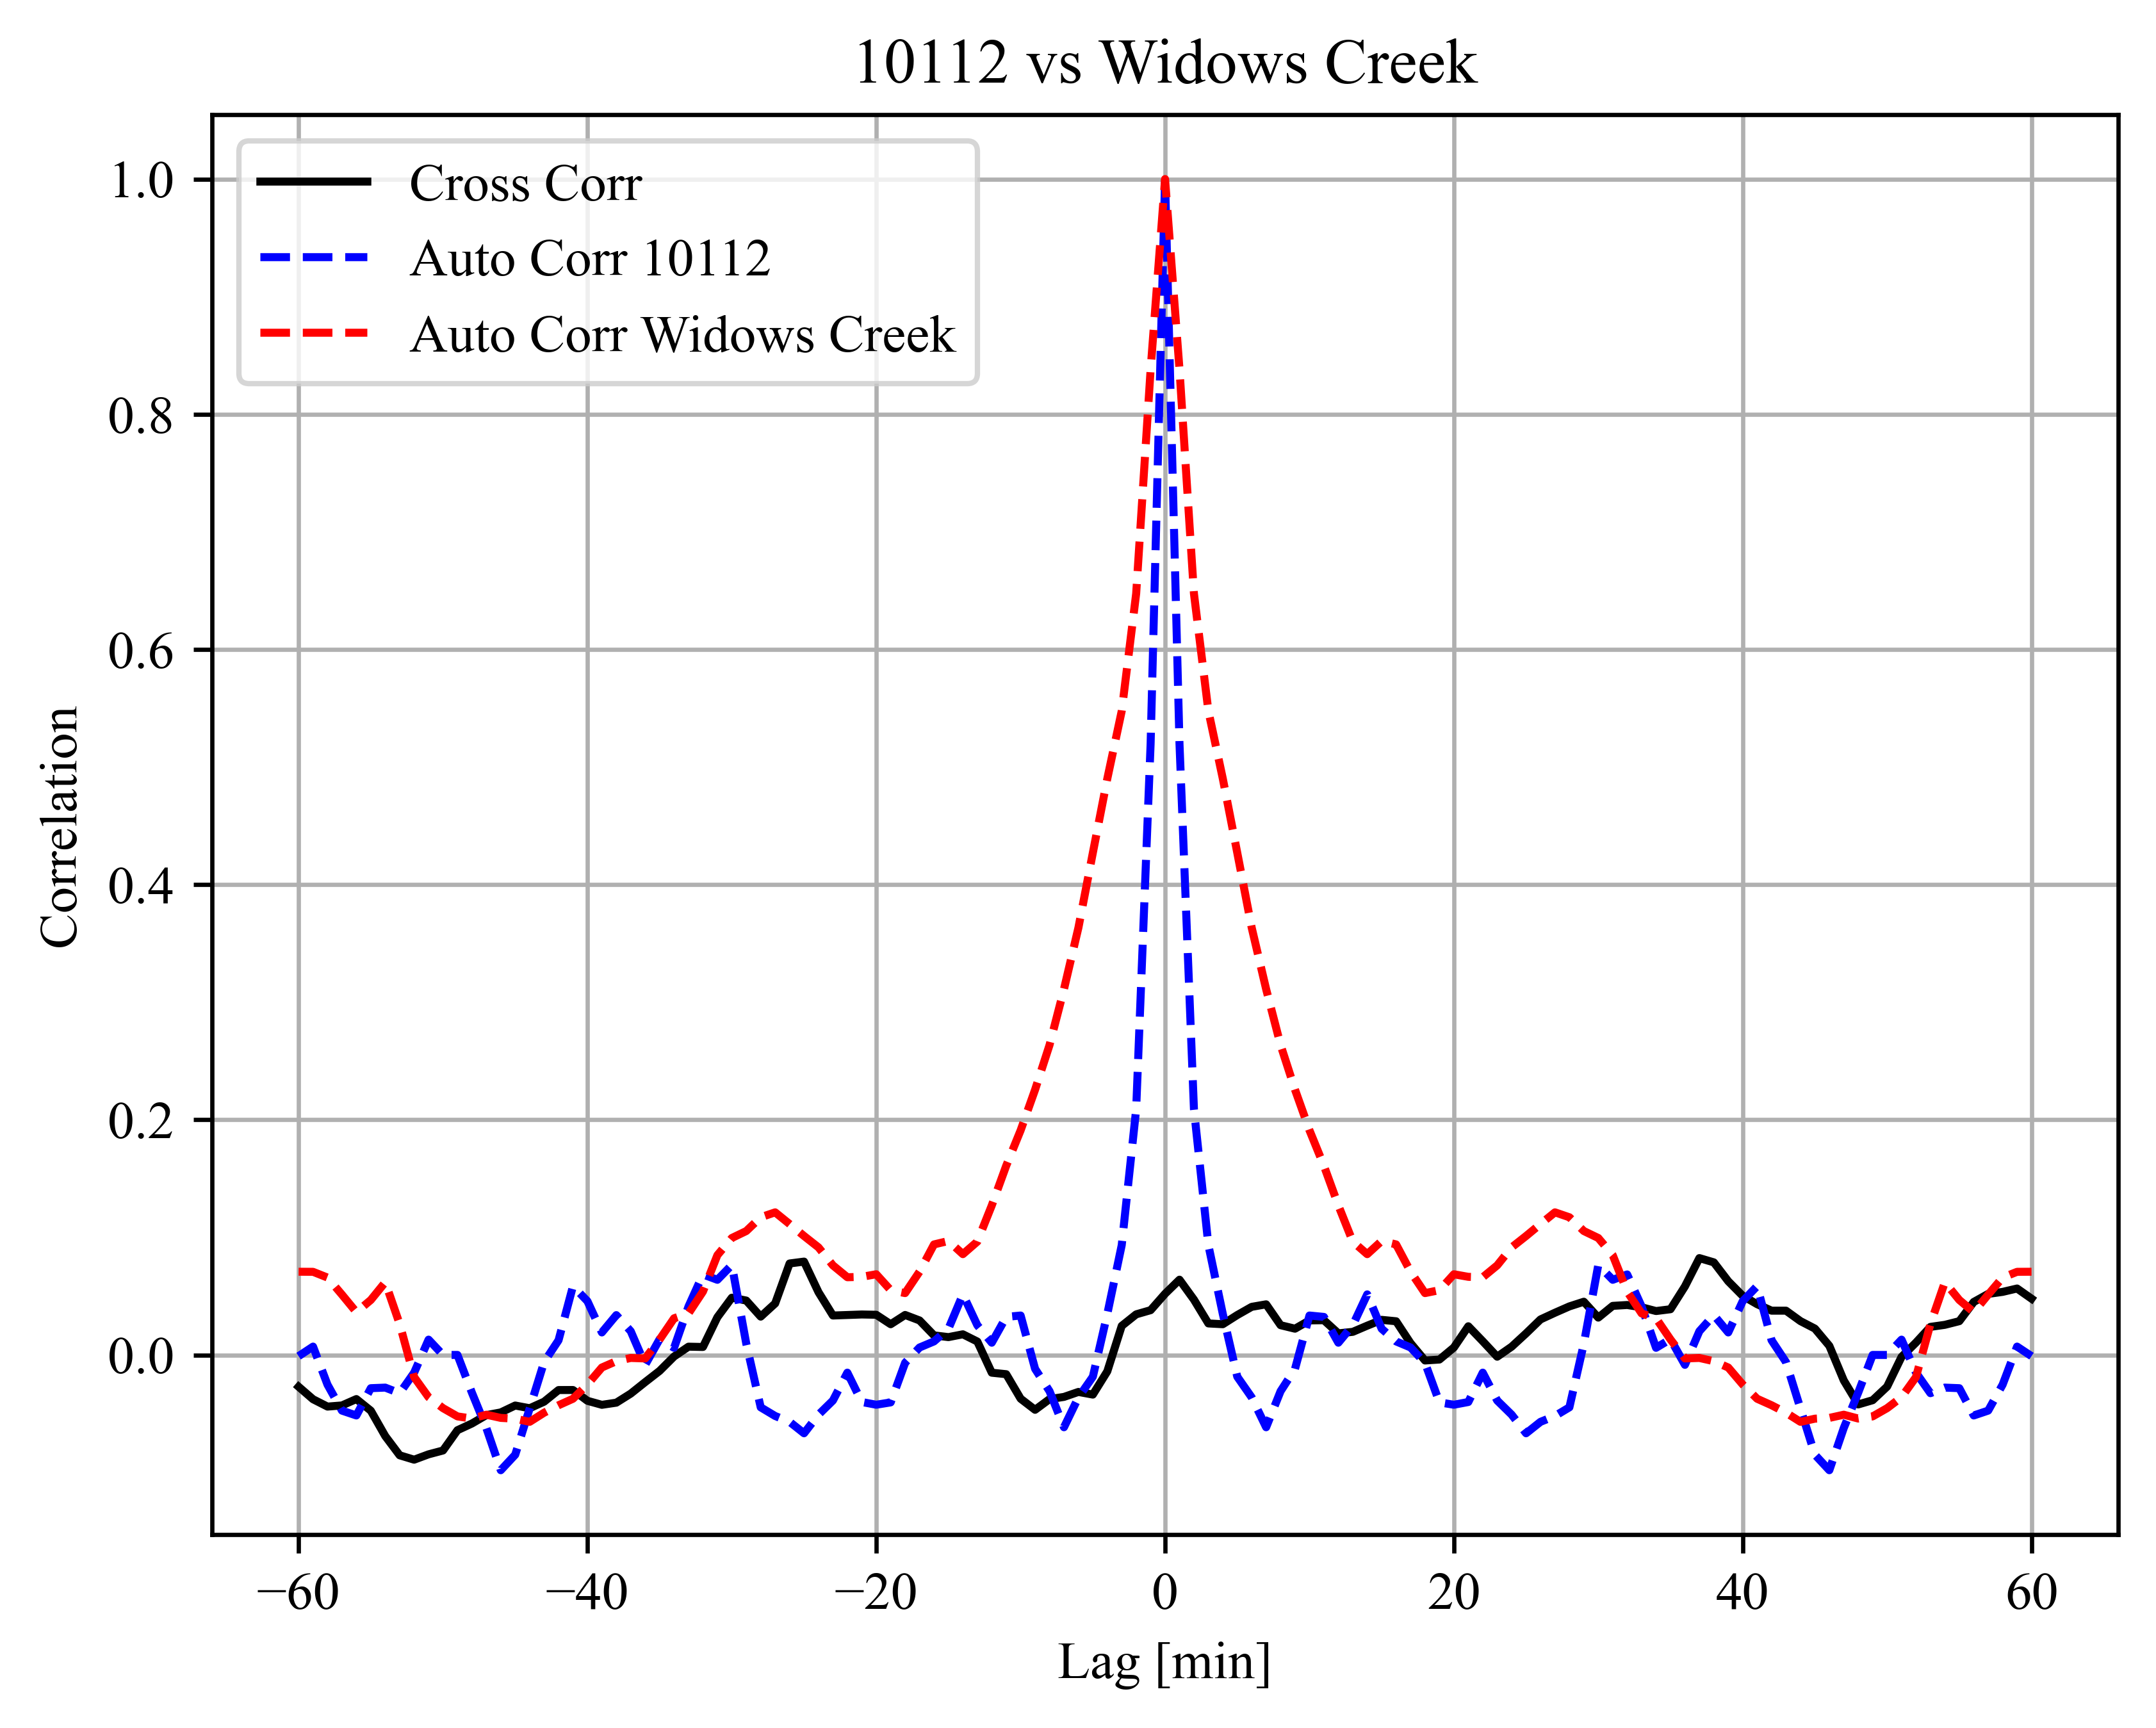 10112 vs Widows Creek
Cross Corr
Auto Corr 10112
Auto Corr Widows Creek
1.0
0.8
0.6
0.4
0.2
0.0
Correlation
−60 −40 −20 0 20 40 60
Lag [min]